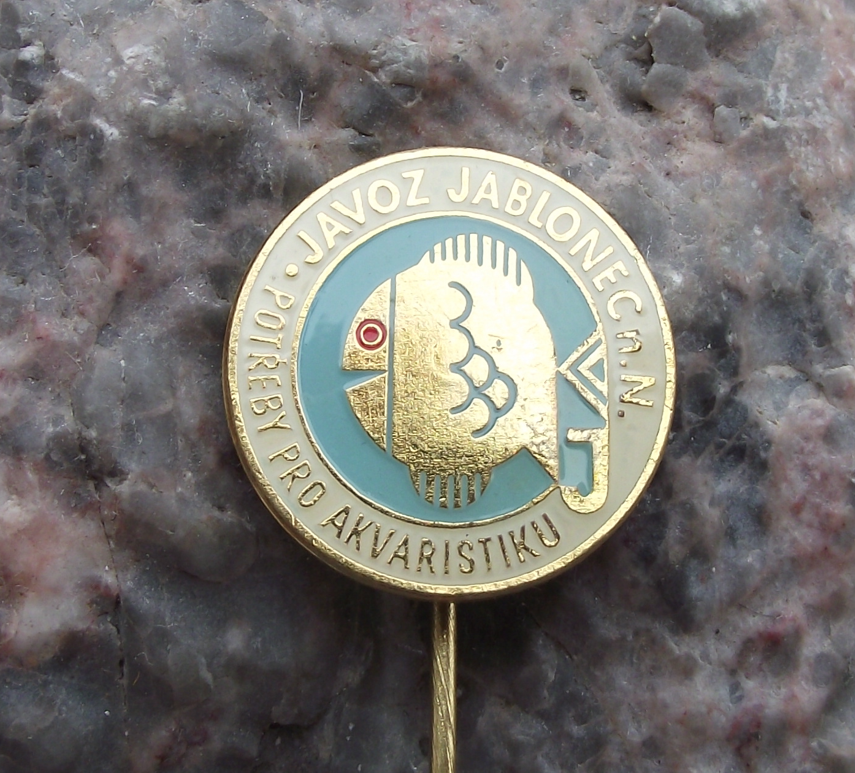 • JAVOZ JABLONEC n.N.
POTŘEBY PRO AKVARISTIKU
J